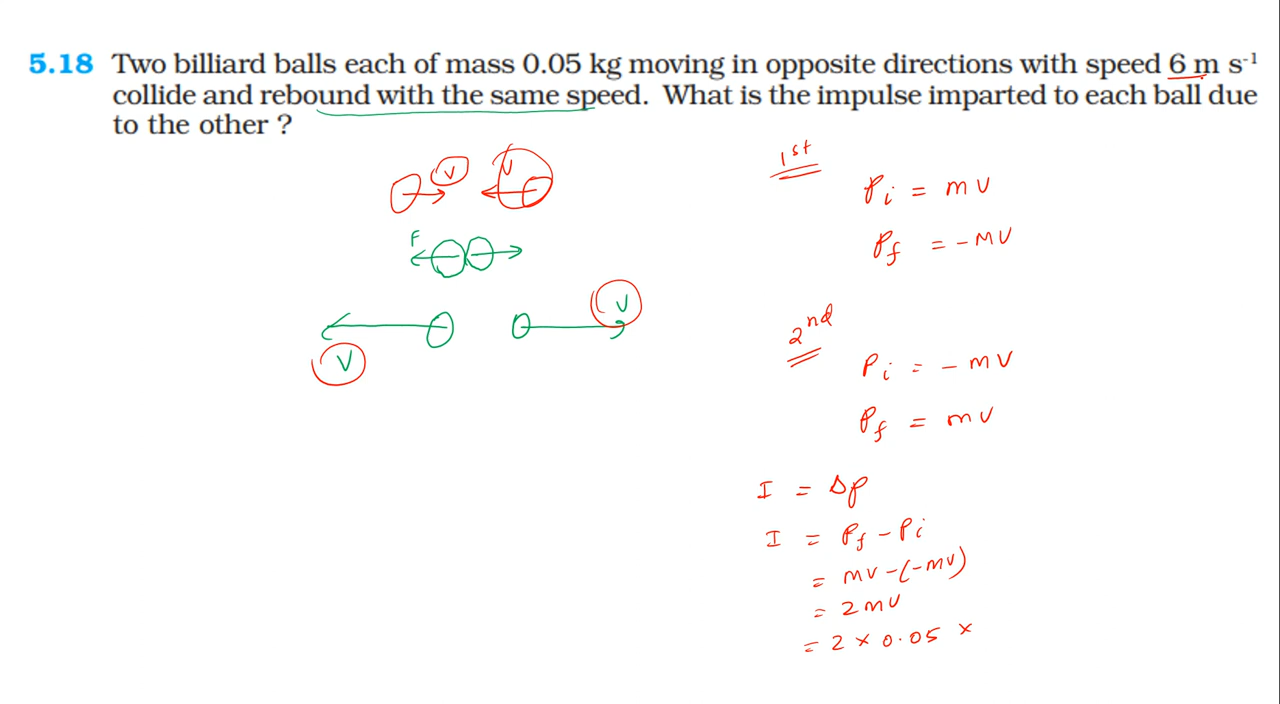 5.18 Two billiard balls each of mass 0.05 kg moving in opposite directions with speed 6 m s⁻¹
collide and rebound with the same speed. What is the impulse imparted to each ball due
to the other ?
V V
F
V
V
1st
Pi = mv
Pf = -mv
2nd
Pi = -mv
Pf = mv
I = Δp
I = Pf - Pi
= mv-(-mv)
= 2mv
= 2 × 0.05 ×